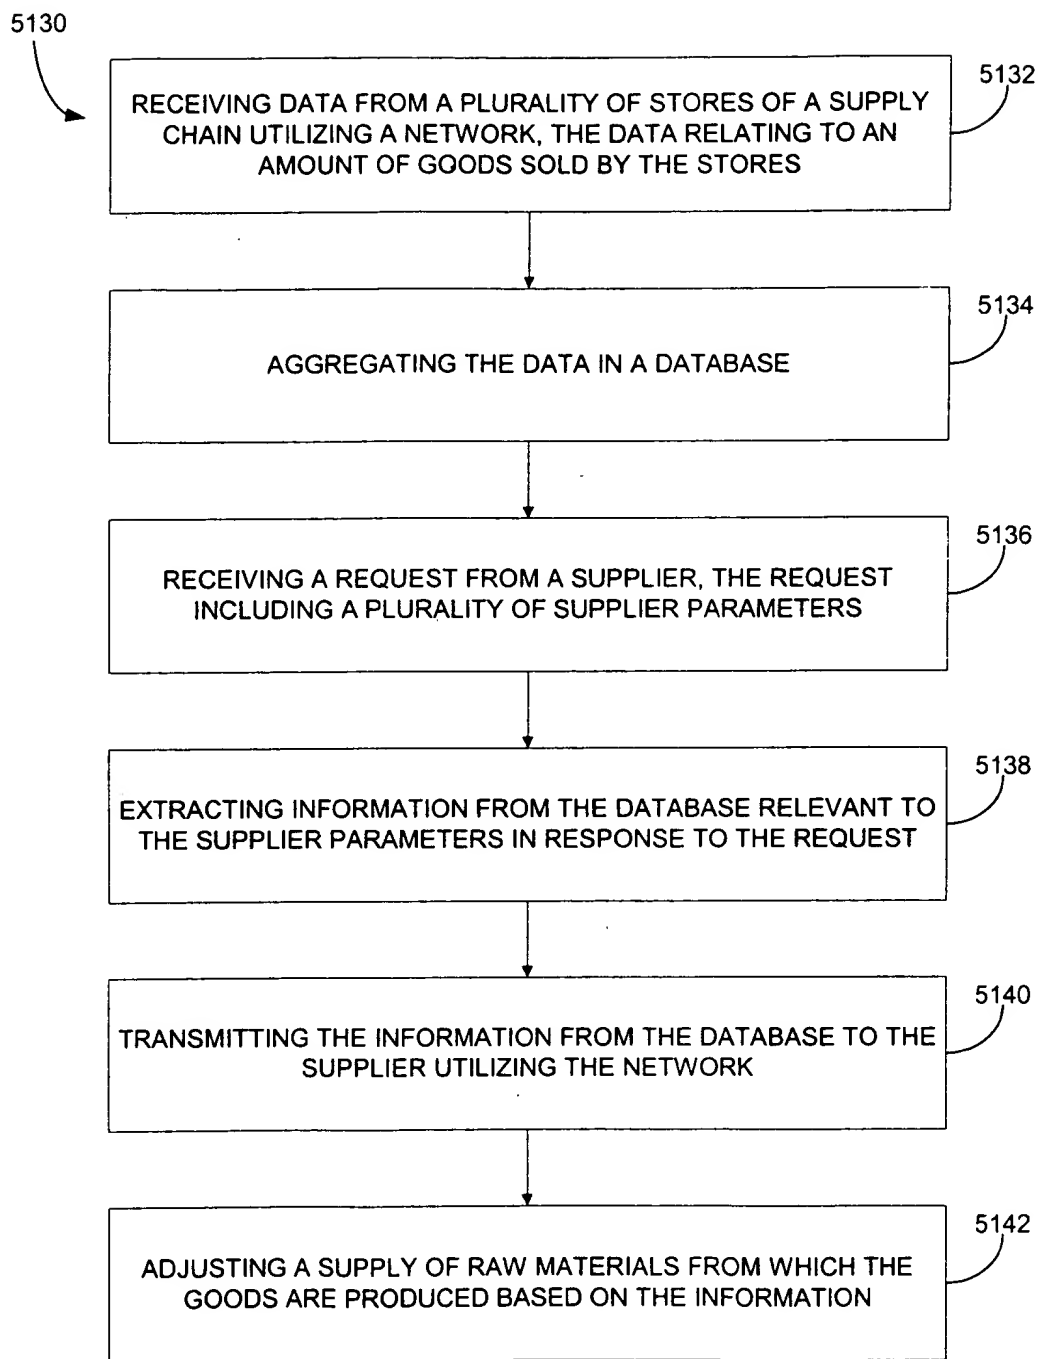 5130
5132
RECEIVING DATA FROM A PLURALITY OF STORES OF A SUPPLY
CHAIN UTILIZING A NETWORK, THE DATA RELATING TO AN
AMOUNT OF GOODS SOLD BY THE STORES
5134
AGGREGATING THE DATA IN A DATABASE
5136
RECEIVING A REQUEST FROM A SUPPLIER, THE REQUEST
INCLUDING A PLURALITY OF SUPPLIER PARAMETERS
5138
EXTRACTING INFORMATION FROM THE DATABASE RELEVANT TO
THE SUPPLIER PARAMETERS IN RESPONSE TO THE REQUEST
5140
TRANSMITTING THE INFORMATION FROM THE DATABASE TO THE
SUPPLIER UTILIZING THE NETWORK
5142
ADJUSTING A SUPPLY OF RAW MATERIALS FROM WHICH THE
GOODS ARE PRODUCED BASED ON THE INFORMATION